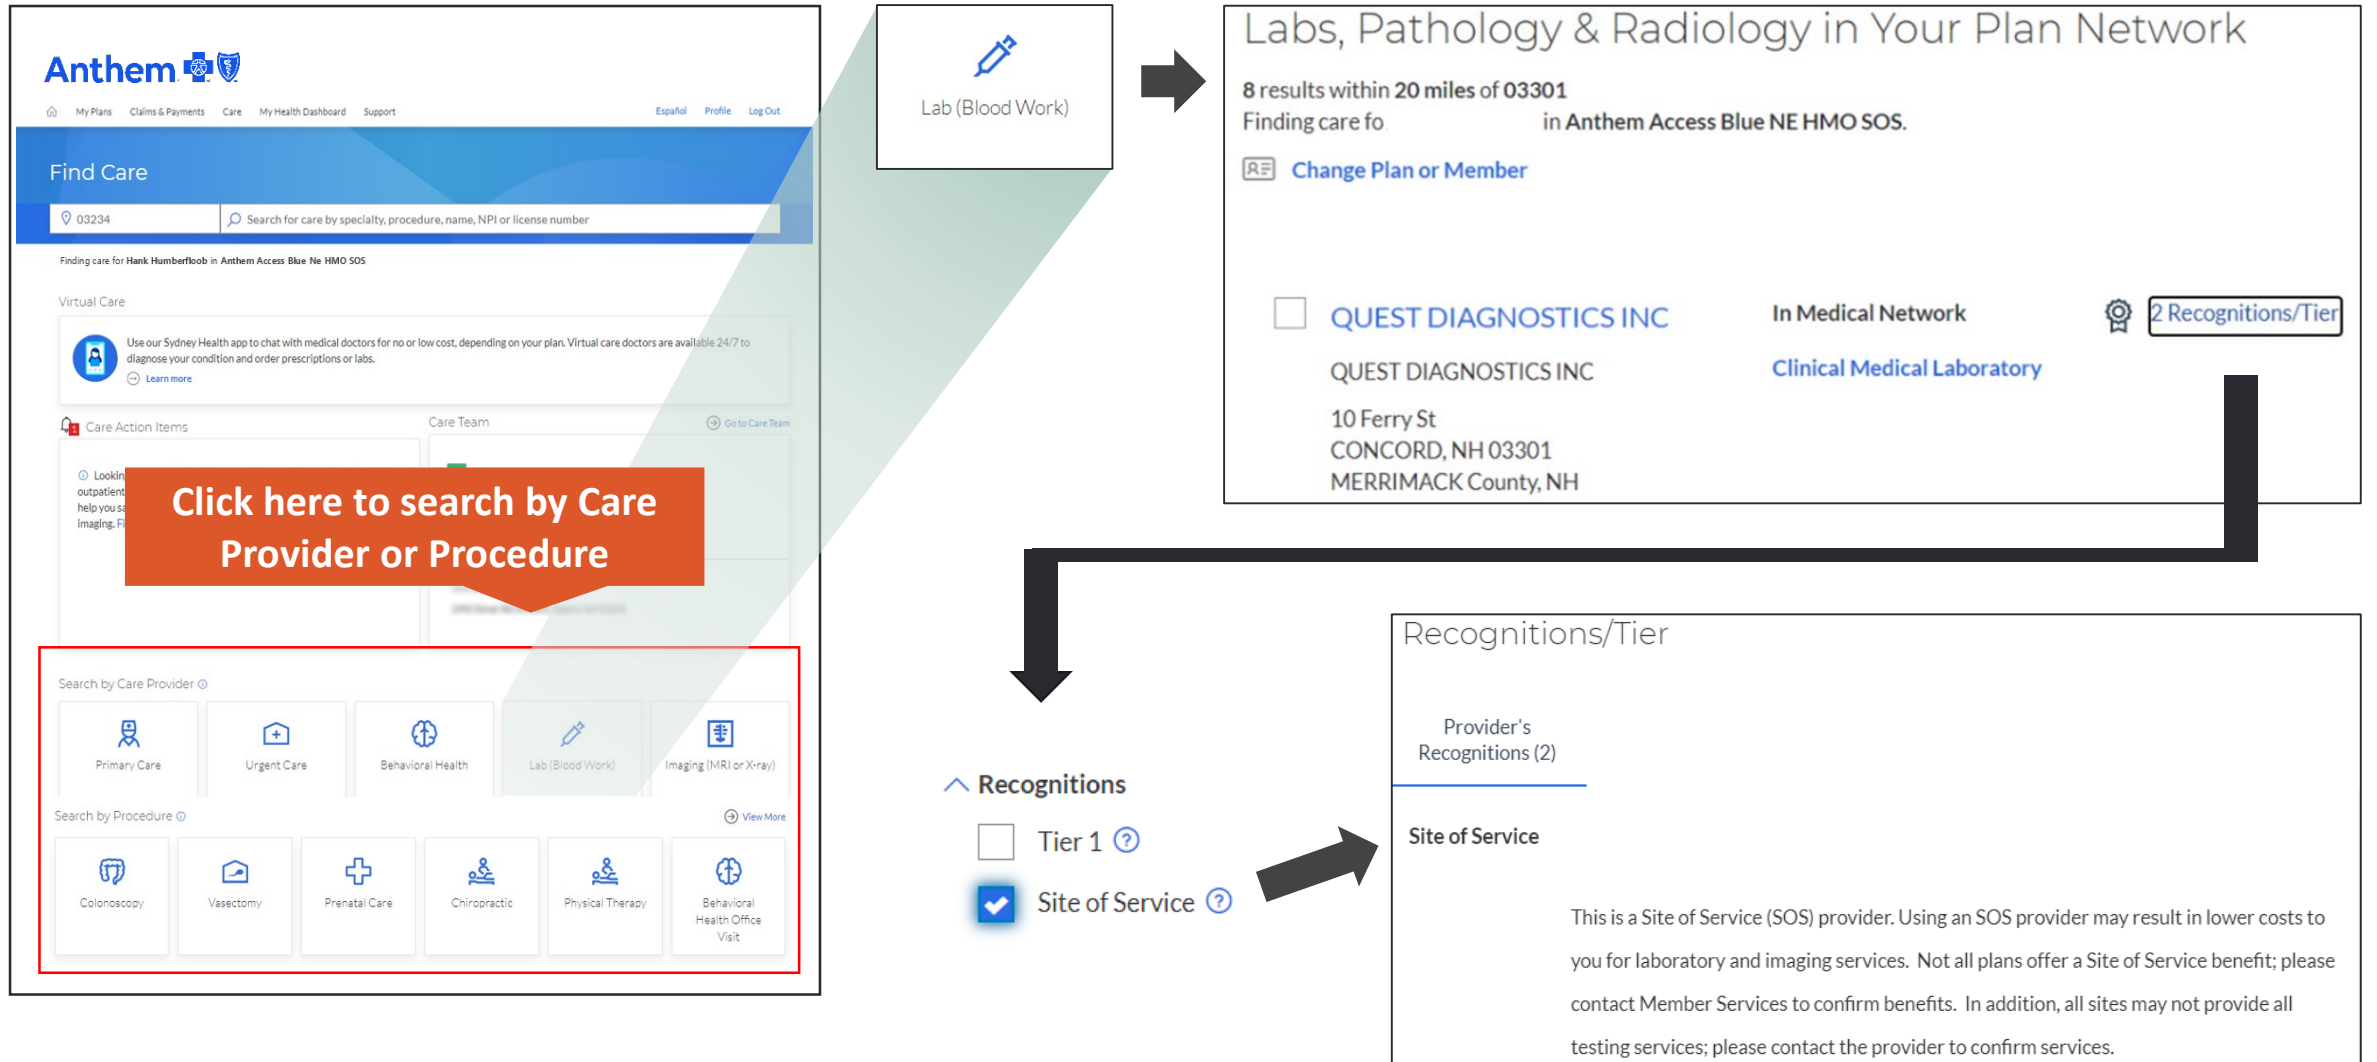 Anthem
My Plans Claims & Payments Care My Health Dashboard Support Español Profile Log Out
Find Care
03234 Search for care by specialty, procedure, name, NPI or license number
Finding care for Hank Humberfloob in Anthem Access Blue Ne HMO SOS
Virtual Care
Use our Sydney Health app to chat with medical doctors for no or low cost, depending on your plan. Virtual care doctors are available 24/7 to
diagnose your condition and order prescriptions or labs.
Learn more
1 Care Action Items
Care Team Go to Care Team
outpatient
help you
imaging.
Click here to search by Care
Provider or Procedure
Search by Care Provider
Primary Care
Urgent Care
Behavioral Health
Lab (Blood Work)
Imaging (MRI or X-ray)
Search by Procedure View More
Colonoscopy
Vasectomy
Prenatal Care
Chiropractic
Physical Therapy
Behavioral
Health Office
Visit
Lab (Blood Work)
Labs, Pathology & Radiology in Your Plan Network
8 results within 20 miles of 03301
Finding care fo in Anthem Access Blue NE HMO SOS.
Change Plan or Member
QUEST DIAGNOSTICS INC In Medical Network 2 Recognitions/Tier
QUEST DIAGNOSTICS INC Clinical Medical Laboratory
10 Ferry St
CONCORD, NH 03301
MERRIMACK County, NH
Recognitions
Tier 1
Site of Service
Recognitions/Tier
Provider's
Recognitions (2)
Site of Service
This is a Site of Service (SOS) provider. Using an SOS provider may result in lower costs to
you for laboratory and imaging services. Not all plans offer a Site of Service benefit; please
contact Member Services to confirm benefits. In addition, all sites may not provide all
testing services; please contact the provider to confirm services.